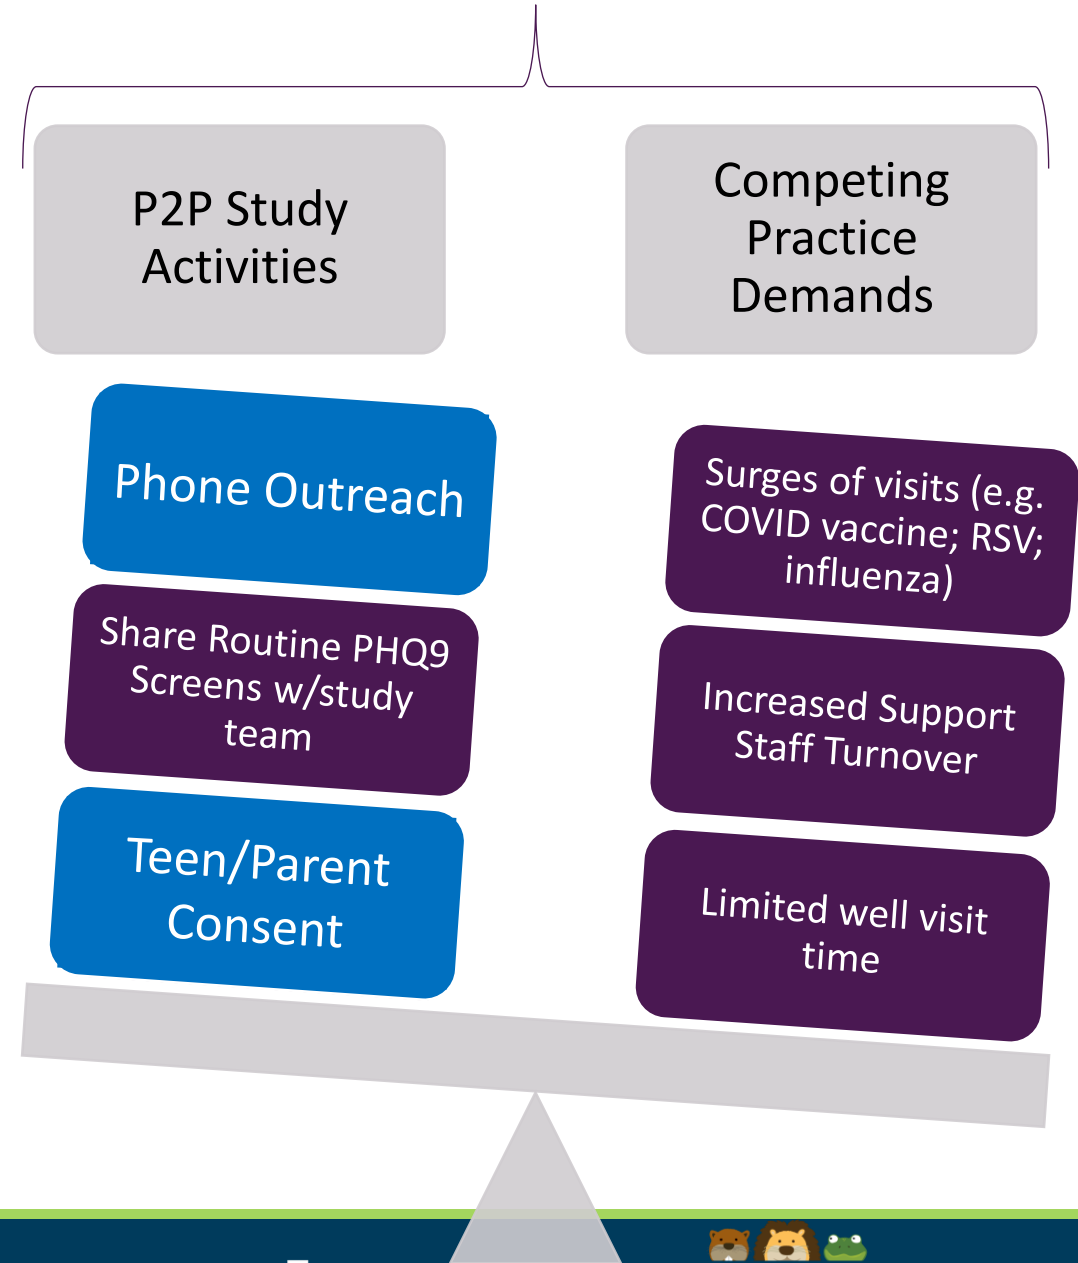 P2P Study
Activities
Competing
Practice
Demands
Phone Outreach
Share Routine PHQ9
Screens w/study
team
Teen/Parent
Consent
Surges of visits (e.g.
COVID vaccine; RSV;
influenza)
Increased Support
Staff Turnover
Limited well visit
time